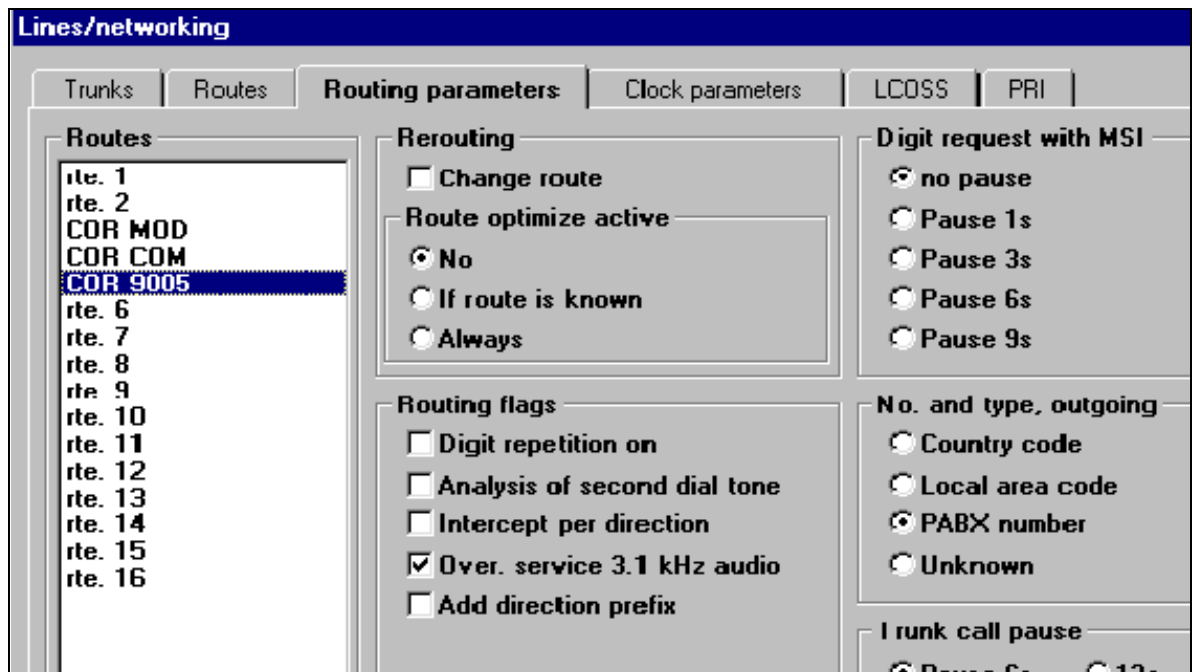 Lines/networking
Trunks Routes Routing parameters Clock parameters LCOSS PRI
Routes
rte. 1
rte. 2
COR MOD
COR COM
COR 9005
rte. 6
rte. 7
rte. 8
rte. 9
rte. 10
rte. 11
rte. 12
rte. 13
rte. 14
rte. 15
rte. 16
Rerouting
Change route
Route optimize active
No
If route is known
Always
Routing flags
Digit repetition on
Analysis of second dial tone
Intercept per direction
Over. service 3.1 kHz audio
Add direction prefix
Digit request with MSI
no pause
Pause 1s
Pause 3s
Pause 6s
Pause 9s
No. and type, outgoing
Country code
Local area code
PABX number
Unknown
Trunk call pause
Pause 6s